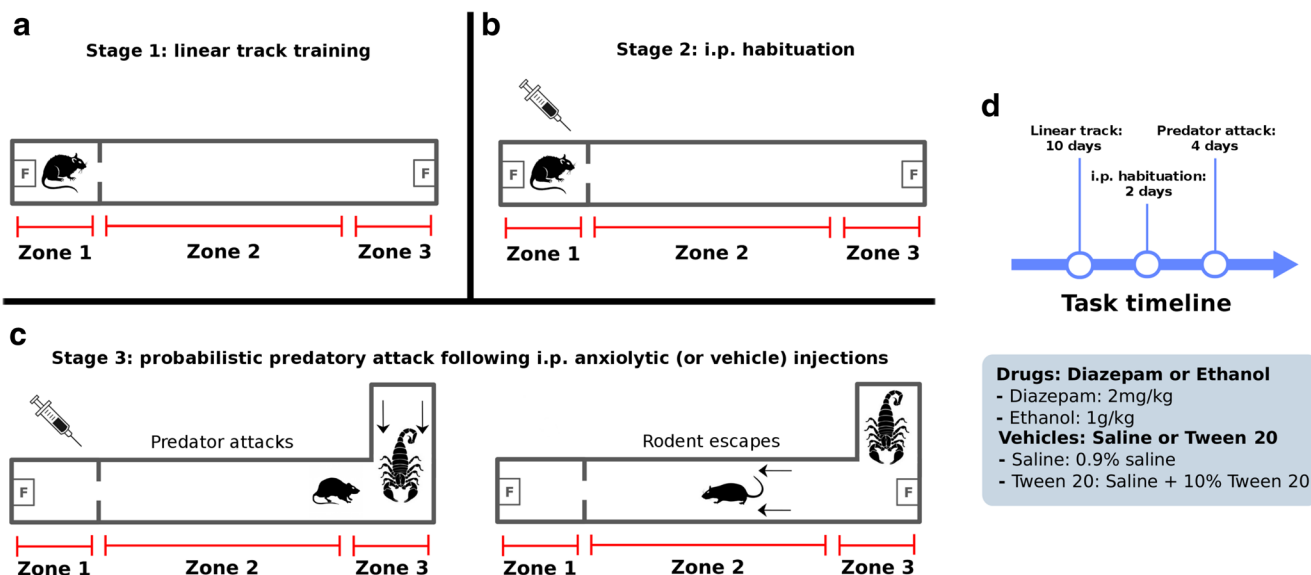 a
Stage 1: linear track training
F
F
Zone 1
Zone 2
Zone 3
b
Stage 2: i.p. habituation
F
F
Zone 1
Zone 2
Zone 3
c
Stage 3: probabilistic predatory attack following i.p. anxiolytic (or vehicle) injections
Predator attacks
F
Zone 1
Zone 2
Zone 3
Rodent escapes
F
F
Zone 1
Zone 2
Zone 3
d
Linear track:
10 days
Predator attack:
4 days
i.p. habituation:
2 days
Task timeline
Drugs: Diazepam or Ethanol
- Diazepam: 2mg/kg
- Ethanol: 1g/kg
Vehicles: Saline or Tween 20
- Saline: 0.9% saline
- Tween 20: Saline + 10% Tween 20